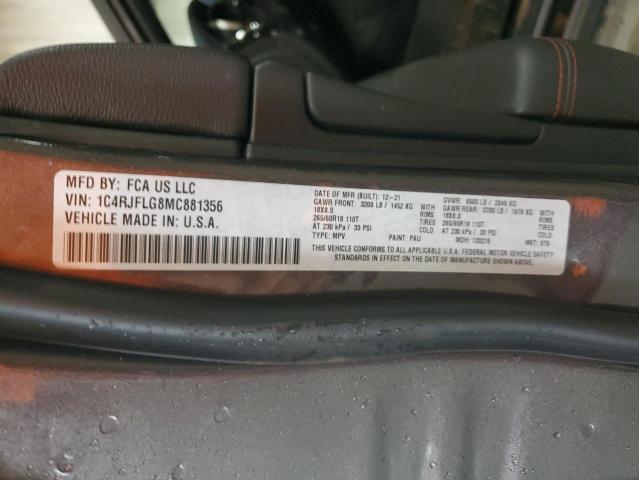 MFD BY: FCA US LLC
VIN: 1C4RJFLG8MC881356
VEHICLE MADE IN: U.S.A.
DATE OF MFR (BUILT): 12-21 GVWR: 6500 LB / 2949 KG
GAWR FRONT: 3200 LB / 1452 KG GAWR REAR: 3700 LB / 1678 KG
18X8.0 RIMS 18X8.0 RIMS
265/60R18 110T TIRES 265/60R18 110T TIRES
AT 230 kPa / 33 PSI COLD AT 230 kPa / 33 PSI COLD
TYPE: MPV PAINT: PAU MDH: 120216 MKT:
THIS VEHICLE CONFORMS TO ALL APPLICABLE U.S.A. FEDERAL MOTOR VEHICLE SAFETY
STANDARDS IN EFFECT ON THE DATE OF MANUFACTURE SHOWN ABOVE.